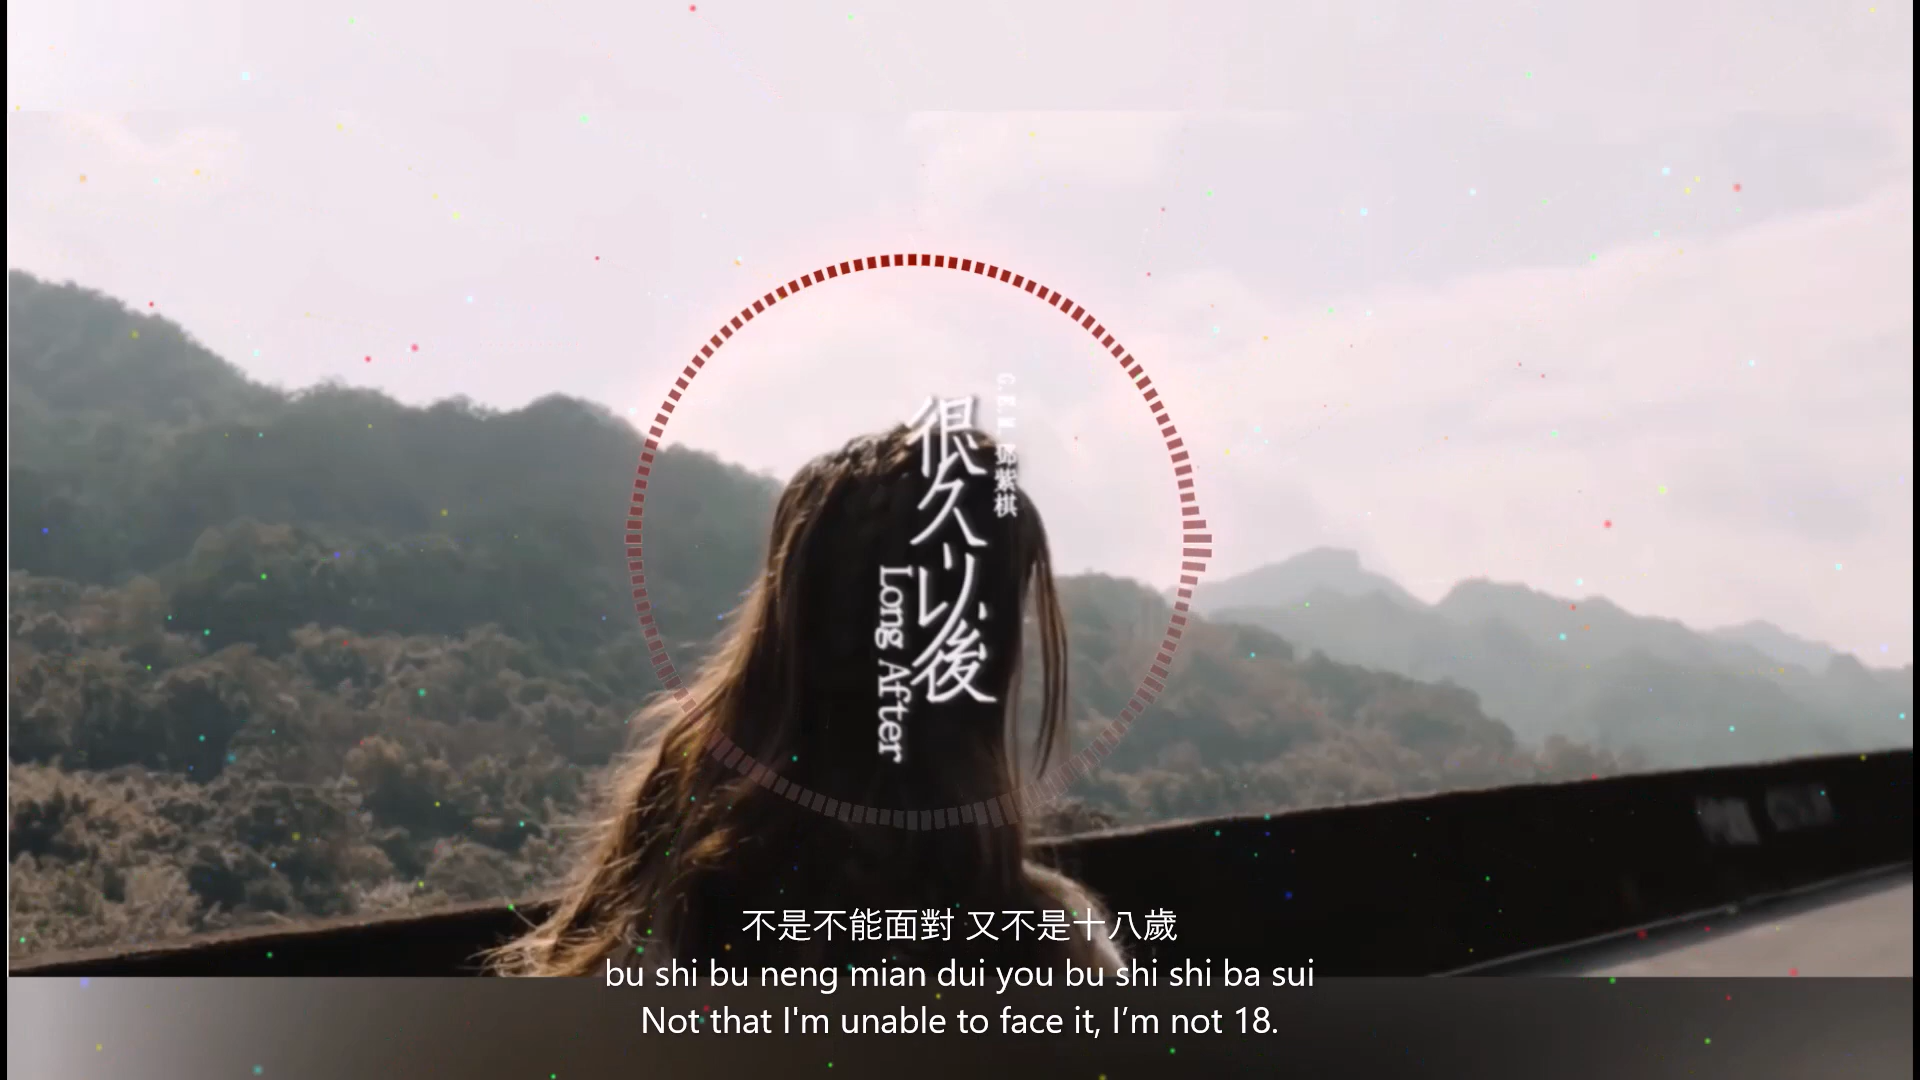 G.E.M. 鄧紫棋
很久以後
Long After
不是不能面對 又不是十八歲
bu shi bu neng mian dui you bu shi shi ba sui
Not that I'm unable to face it, I’m not 18.